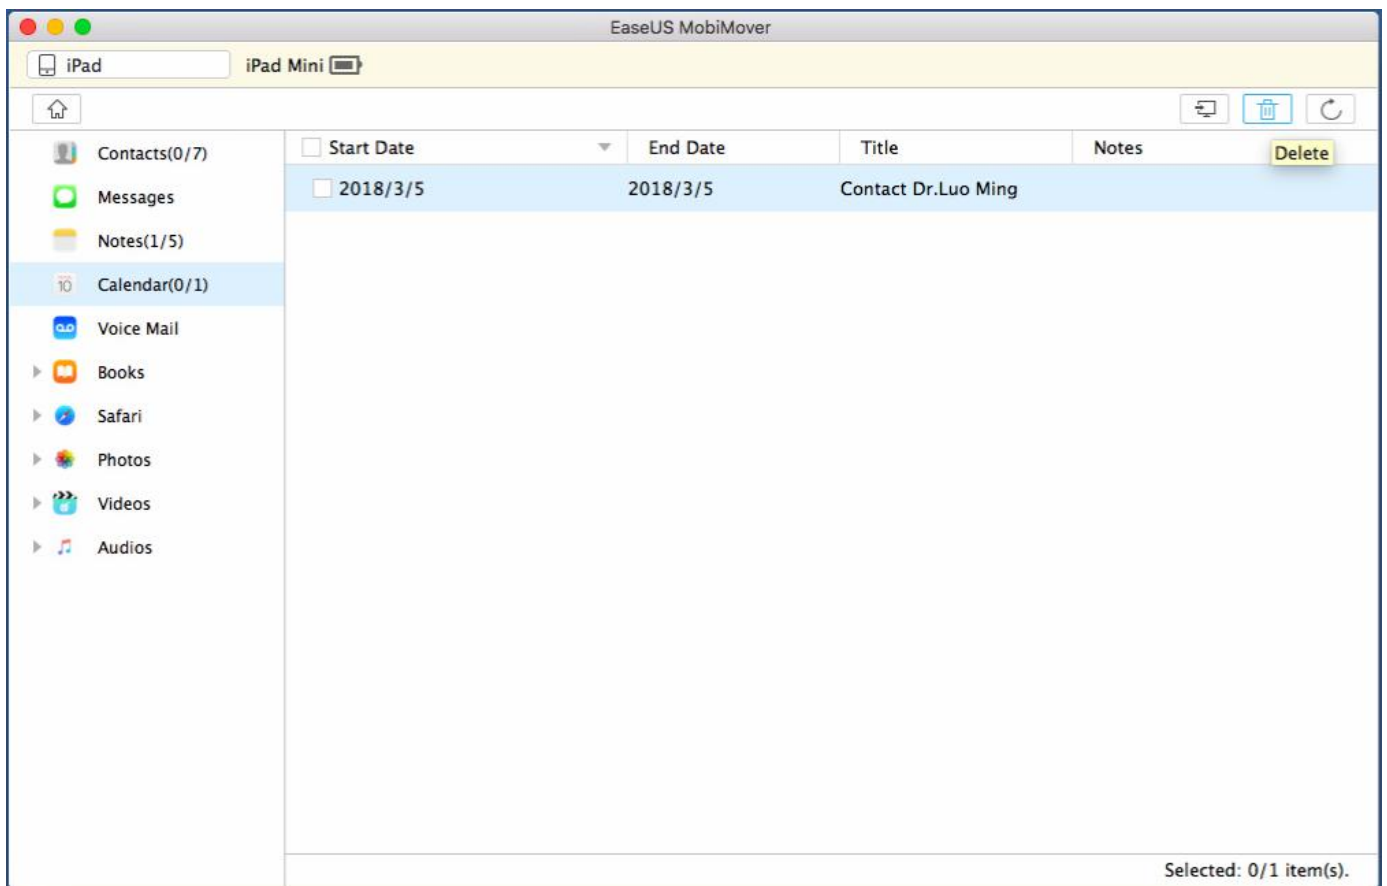 EaseUS MobiMover
iPad
iPad Mini
Contacts(0/7)
Messages
Notes(1/5)
10
Calendar(0/1)
Voice Mail
Books
Safari
Photos
Videos
Audios
Start Date End Date Title Notes
Delete
2018/3/5 2018/3/5 Contact Dr.Luo Ming
Selected: 0/1 item(s).